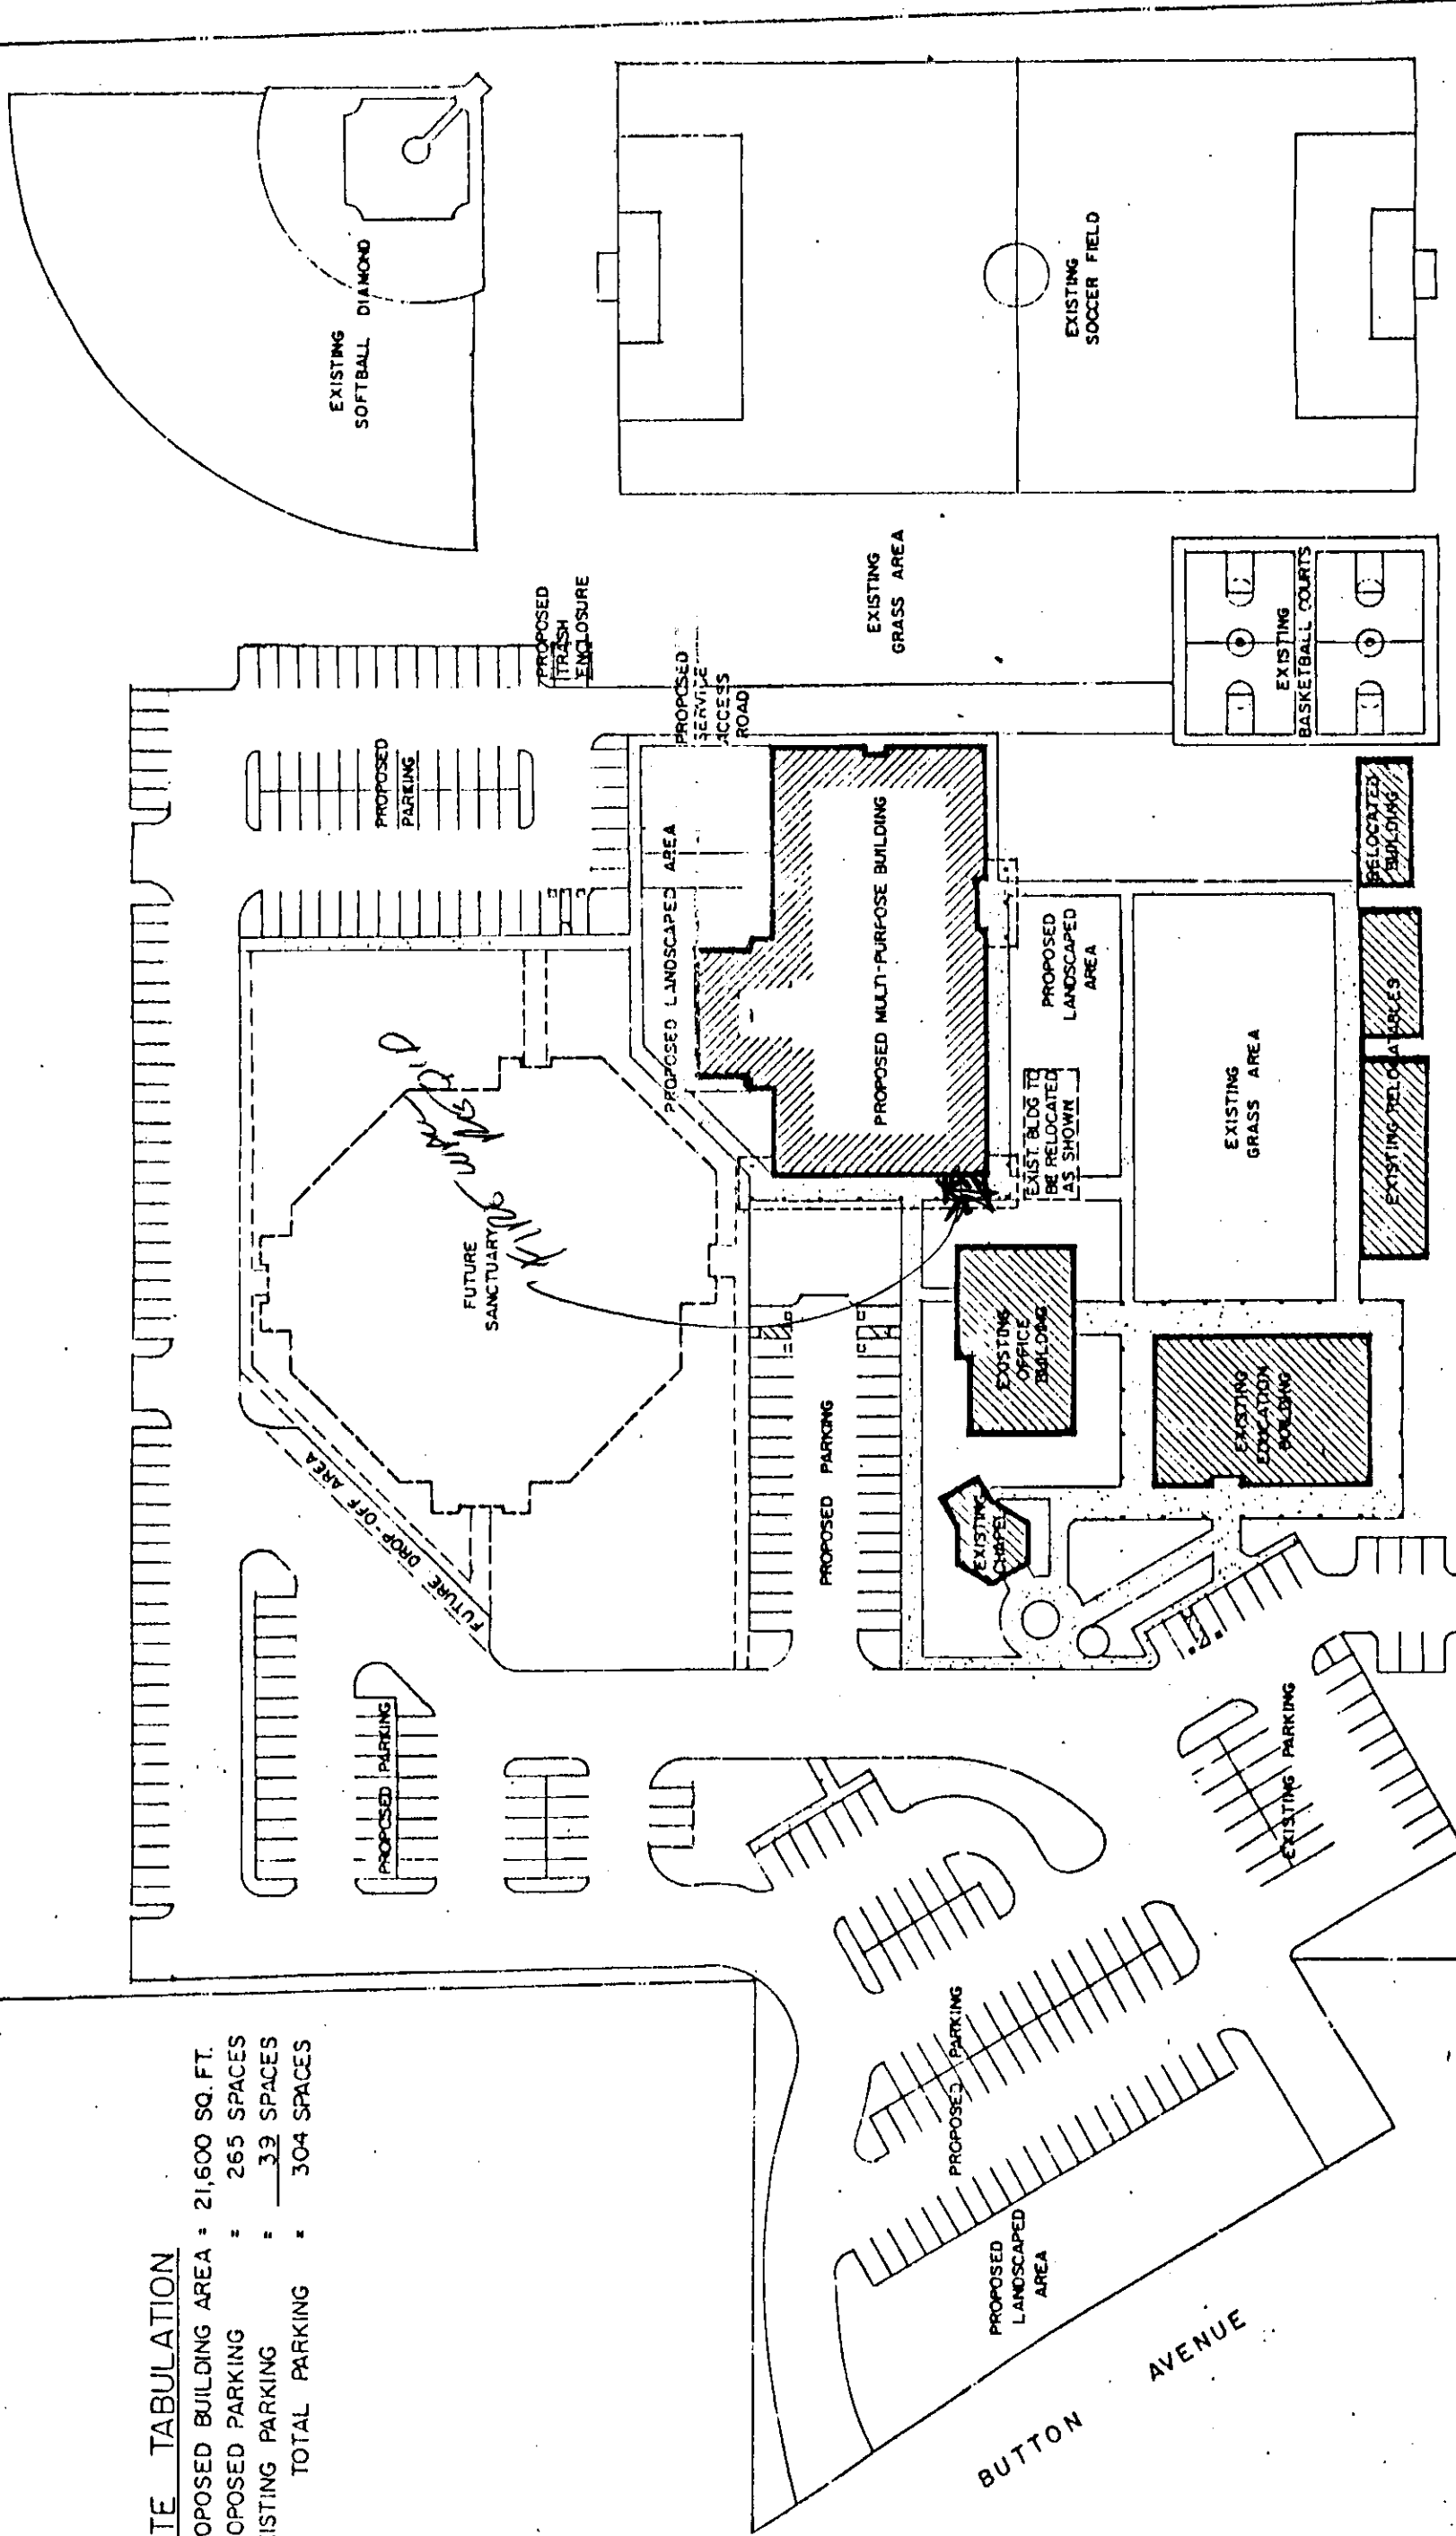 TE TABULATION
OPOSED BUILDING AREA = 21,600 SQ. FT.
OPOSED PARKING = 265 SPACES
ISTING PARKING = 39 SPACES
TOTAL PARKING = 304 SPACES
EXISTING
SOFTBALL DIAMOND
EXISTING
SOCCER FIELD
PROPOSED
TRASH
ENCLOSURE
EXISTING
GRASS AREA
PROPOSED
SERVICE
ACCESS
ROAD
EXISTING
BASKETBALL COURTS
PROPOSED
PARKING
PROPOSED LANDSCAPED AREA
PROPOSED MULTI-PURPOSE BUILDING
RELOCATED
BUILDING
PROPOSED
LANDSCAPED
AREA
EXIST. BLDG TO
BE RELOCATED
AS SHOWN
EXISTING
GRASS AREA
EXISTING RELOCATABLES
FUTURE
SANCTUARY
FUTURE DROP-OFF AREA
PROPOSED PARKING
EXISTING
OFFICE
BUILDING
EXISTING
EDUCATION
BUILDING
EXISTING
CHAPEL
PROPOSED PARKING
EXISTING PARKING
PROPOSED PARKING
PROPOSED
LANDSCAPED
AREA
BUTTON AVENUE